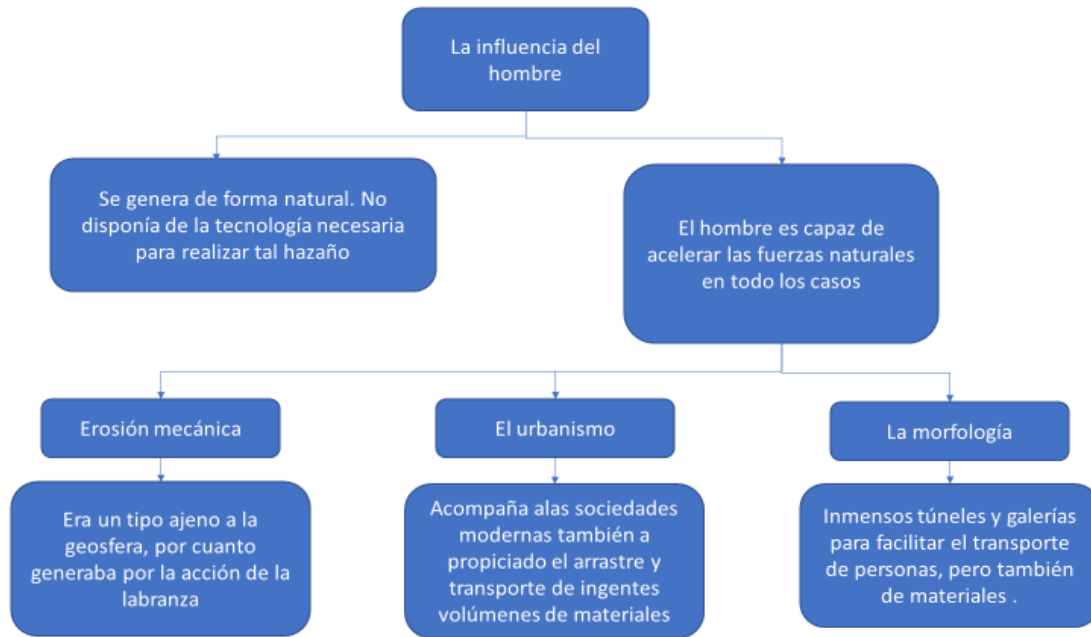 La influencia del
hombre
Se genera de forma natural. No
disponía de la tecnología necesaria
para realizar tal hazaño
El hombre es capaz de
acelerar las fuerzas naturales
en todo los casos
Erosión mecánica
El urbanismo
La morfología
Era un tipo ajeno a la
geosfera, por cuanto
generaba por la acción de la
labranza
Acompaña alas sociedades
modernas también a
propiciado el arrastre y
transporte de ingentes
volúmenes de materiales
Inmensos túneles y galerías
para facilitar el transporte
de personas, pero también
de materiales .